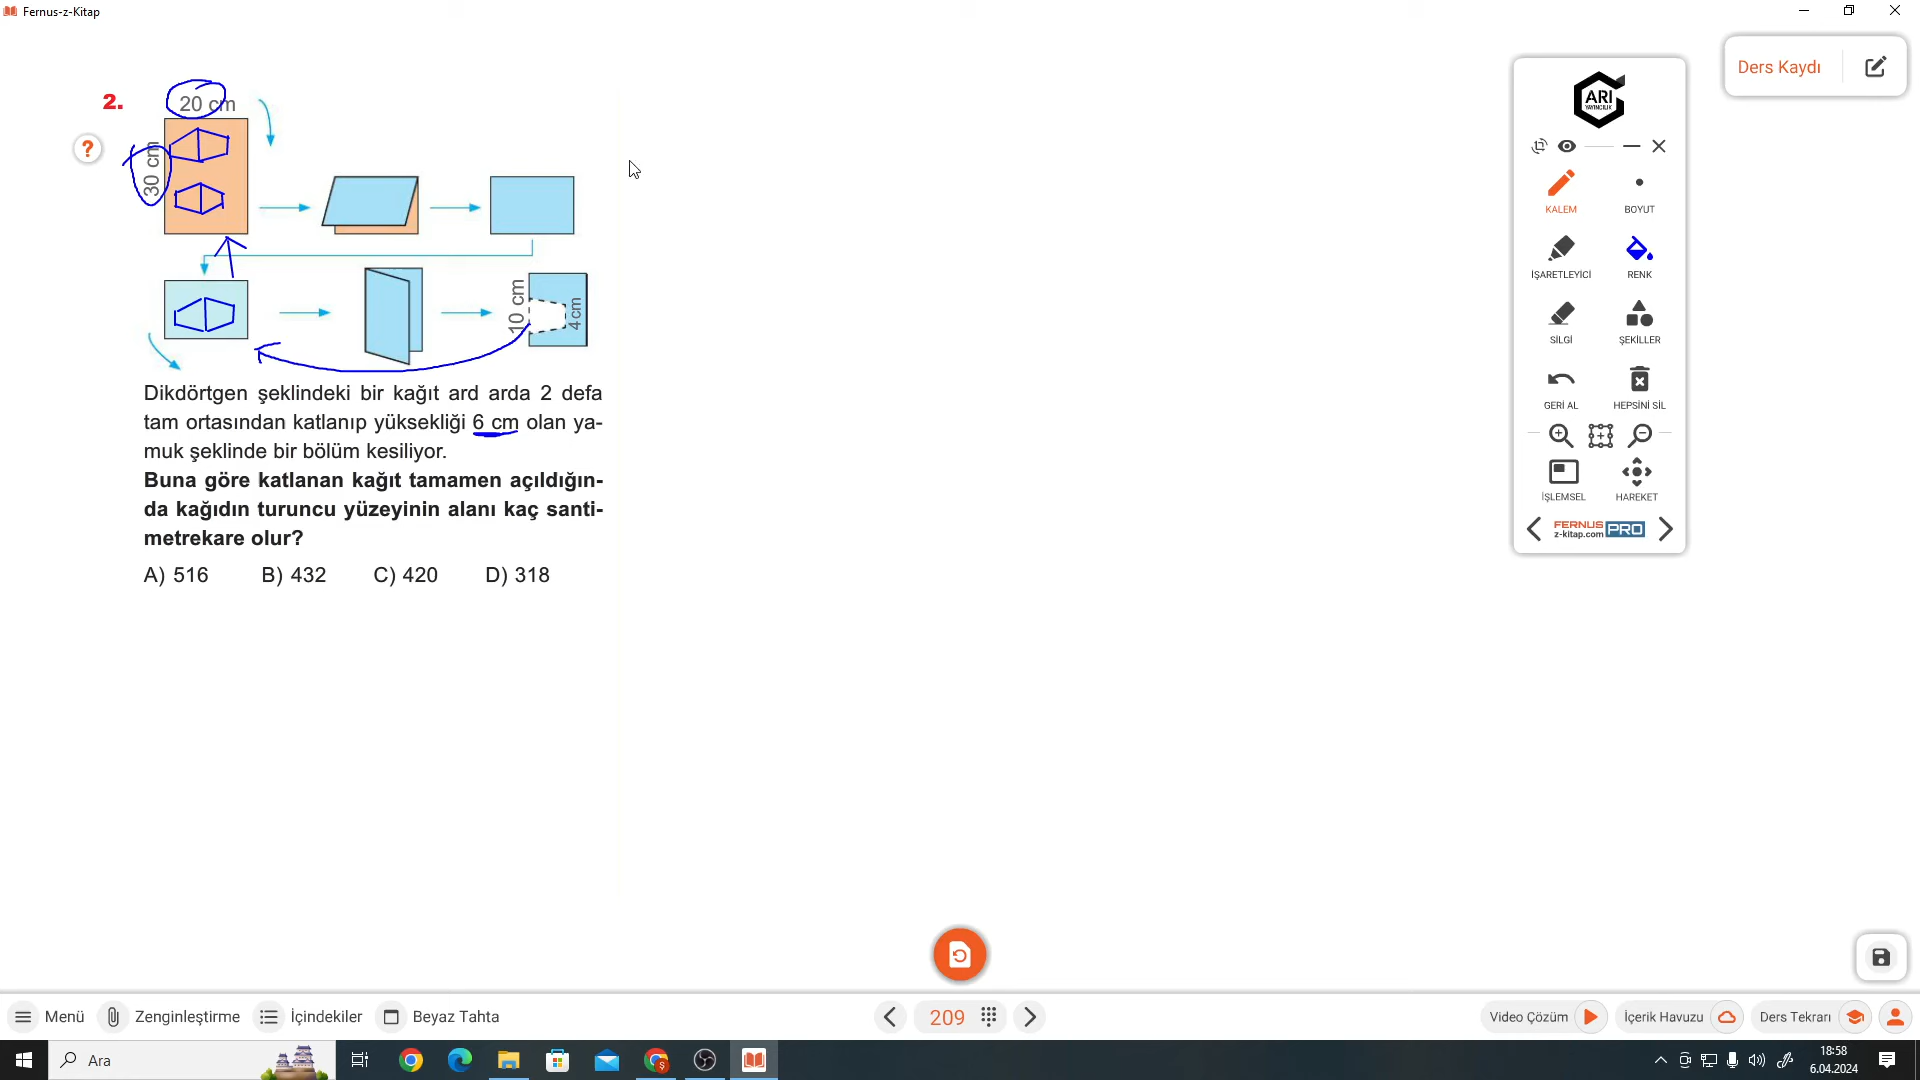 Fernus-z-Kitap
Ders Kaydı
2.
20 cm
?
30 cm
10 cm
4 cm
Dikdörtgen şeklindeki bir kağıt ard arda 2 defa
tam ortasından katlanıp yüksekliği 6 cm olan ya-
muk şeklinde bir bölüm kesiliyor.
Buna göre katlanan kağıt tamamen açıldığın-
da kağıdın turuncu yüzeyinin alanı kaç santi-
metrekare olur?
A) 516 B) 432 C) 420 D) 318
ARI
YAYINCILIK
KALEM BOYUT
İŞARETLEYİCİ RENK
SİLGİ ŞEKİLLER
GERİ AL HEPSİNİ SİL
İŞLEMSEL HAREKET
FERNUS
z-kitap.com PRO
Menü Zenginleştirme İçindekiler Beyaz Tahta 209 Video Çözüm İçerik Havuzu Ders Tekrarı
Ara
18:58
6.04.2024